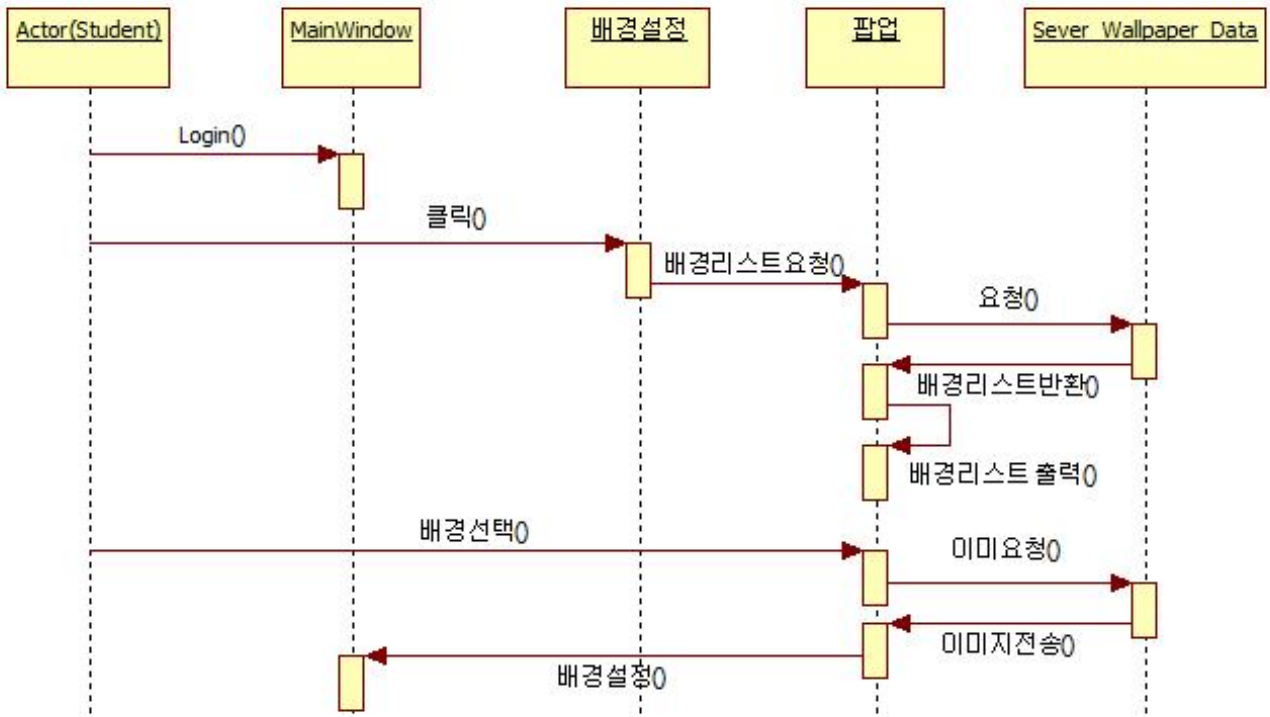 Actor(Student)
MainWindow
배경설정
팝업
Sever_Wallpaper_Data
Login()
클릭()
배경리스트요청()
요청()
배경리스트반환()
배경리스트 출력()
배경선택()
이미요청()
이미지전송()
배경설정()